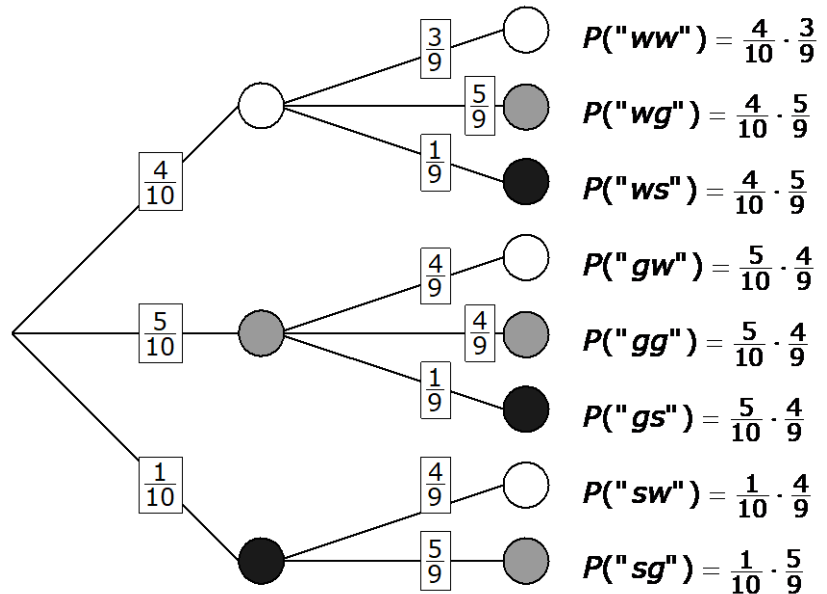 3/9 P("ww") = 4/10 · 3/9
5/9 P("wg") = 4/10 · 5/9
1/9 P("ws") = 4/10 · 5/9
4/10
4/9 P("gw") = 5/10 · 4/9
5/10 4/9 P("gg") = 5/10 · 4/9
1/9 P("gs") = 5/10 · 4/9
1/10
4/9 P("sw") = 1/10 · 4/9
5/9 P("sg") = 1/10 · 5/9